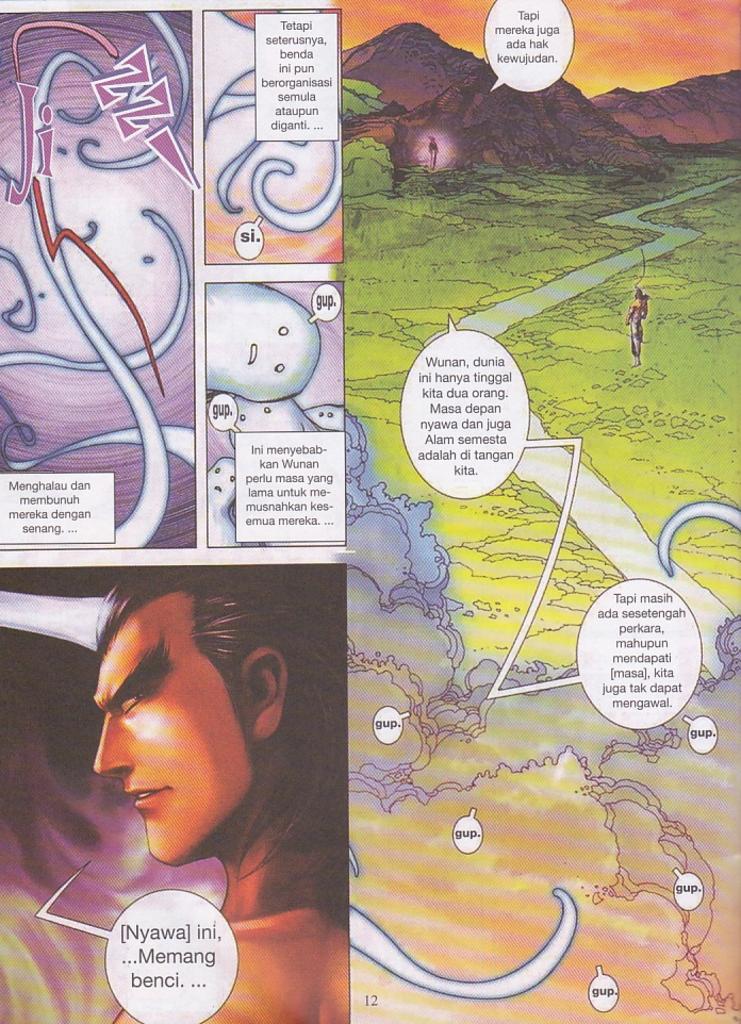 Ji
ZZZ!
Menghalau dan
membunuh
mereka dengan
senang. ...
Tetapi
seterusnya,
benda
ini pun
berorganisasi
semula
ataupun
diganti. ...
si.
gup.
gup.
Ini menyebab-
kan Wunan
perlu masa yang
lama untuk me-
musnahkan kes-
emua mereka. ...
[Nyawa] ini,
...Memang
benci. ...
Tapi
mereka juga
ada hak
kewujudan.
Wunan, dunia
ini hanya tinggal
kita dua orang.
Masa depan
nyawa dan juga
Alam semesta
adalah di tangan
kita.
Tapi masih
ada sesetengah
perkara,
mahupun
mendapati
[masa], kita
juga tak dapat
mengawal.
gup.
gup.
gup.
gup.
gup.
12